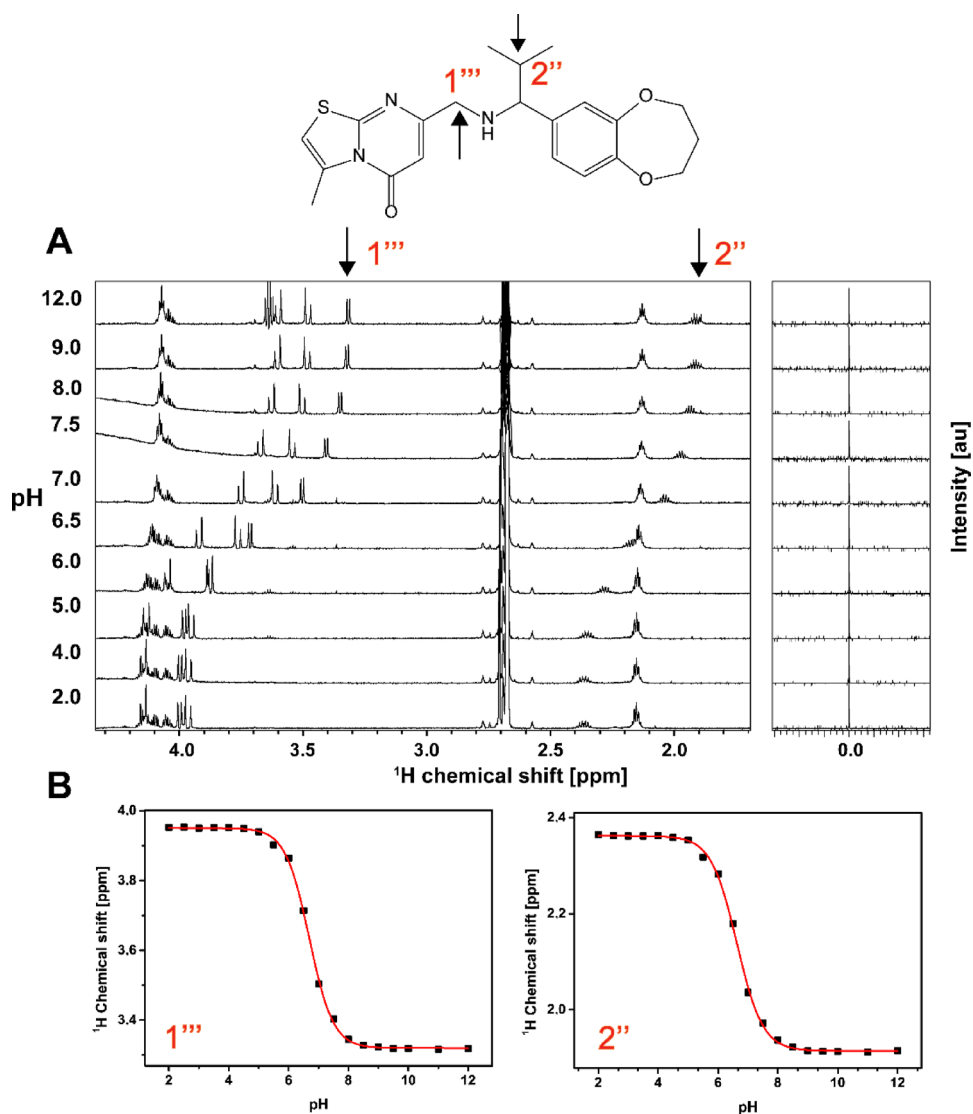 1''' 2''
S N N N H O O O
A
1''' 2''
pH
12.0
9.0
8.0
7.5
7.0
6.5
6.0
5.0
4.0
2.0
4.0 3.5 3.0 2.5 2.0 0.0
¹H chemical shift [ppm]
Intensity [au]
B
¹H Chemical shift [ppm]
4.0
3.8
3.6
3.4
1'''
2 4 6 8 10 12
pH
¹H Chemical shift [ppm]
2.4
2.2
2.0
2''
2 4 6 8 10 12
pH